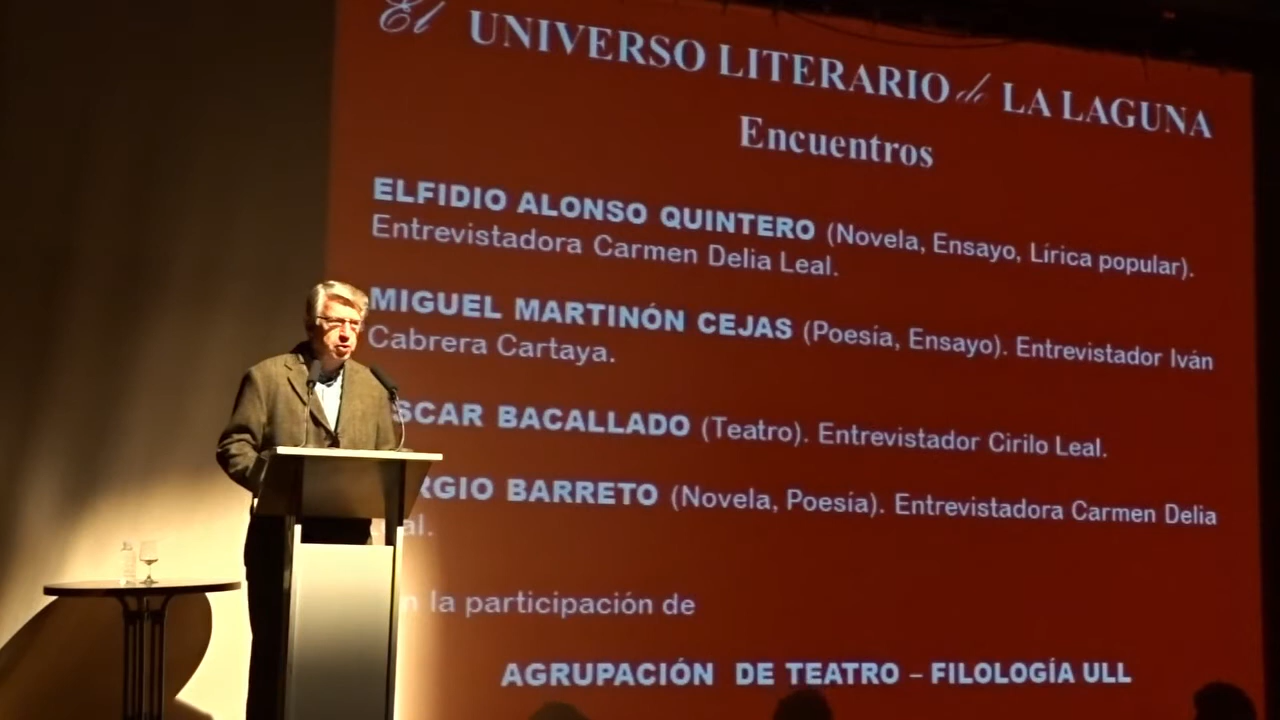 El UNIVERSO LITERARIO de LA LAGUNA
Encuentros
ELFIDIO ALONSO QUINTERO (Novela, Ensayo, Lírica popular).
Entrevistadora Carmen Delia Leal.
MIGUEL MARTINÓN CEJAS (Poesía, Ensayo). Entrevistador Iván
Cabrera Cartaya.
SCAR BACALLADO (Teatro). Entrevistador Cirilo Leal.
RGIO BARRETO (Novela, Poesía). Entrevistadora Carmen Delia
al.
n la participación de
AGRUPACIÓN DE TEATRO – FILOLOGÍA ULL